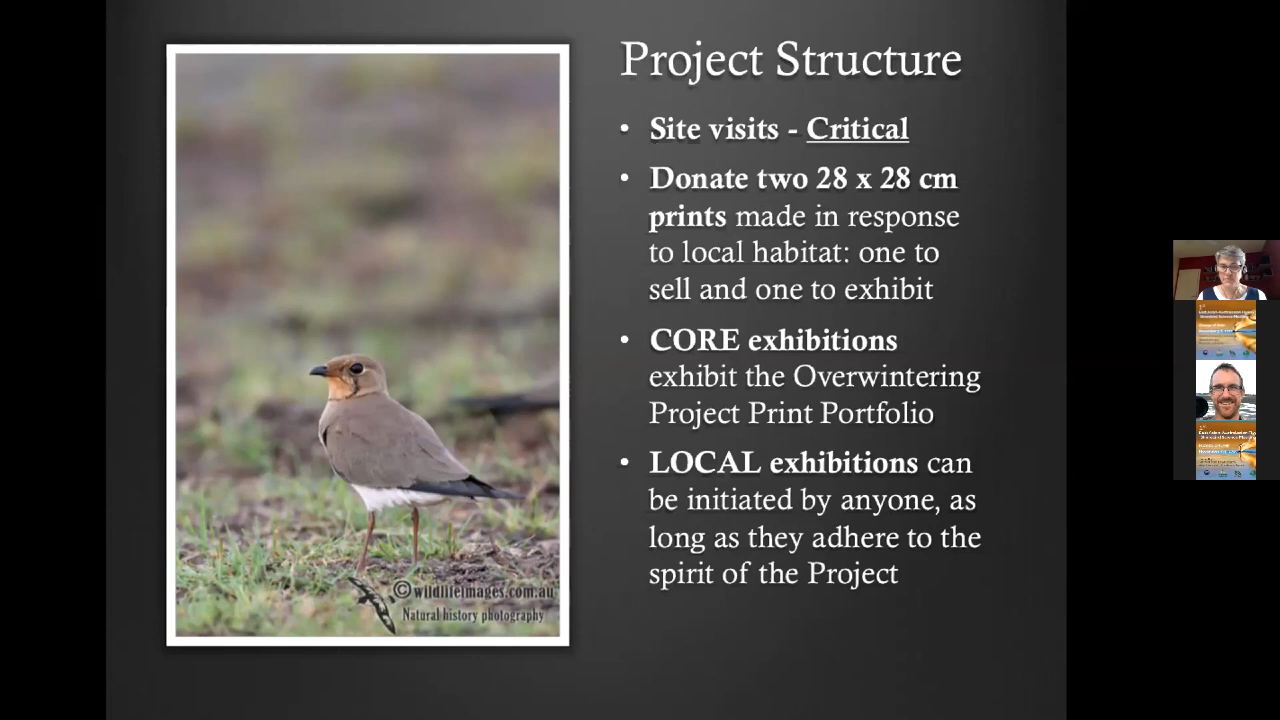 Project Structure
• Site visits - Critical
• Donate two 28 x 28 cm
prints made in response
to local habitat: one to
sell and one to exhibit
• CORE exhibitions
exhibit the Overwintering
Project Print Portfolio
• LOCAL exhibitions can
be initiated by anyone, as
long as they adhere to the
spirit of the Project
©wildlifeimages.com.au
Natural history photography